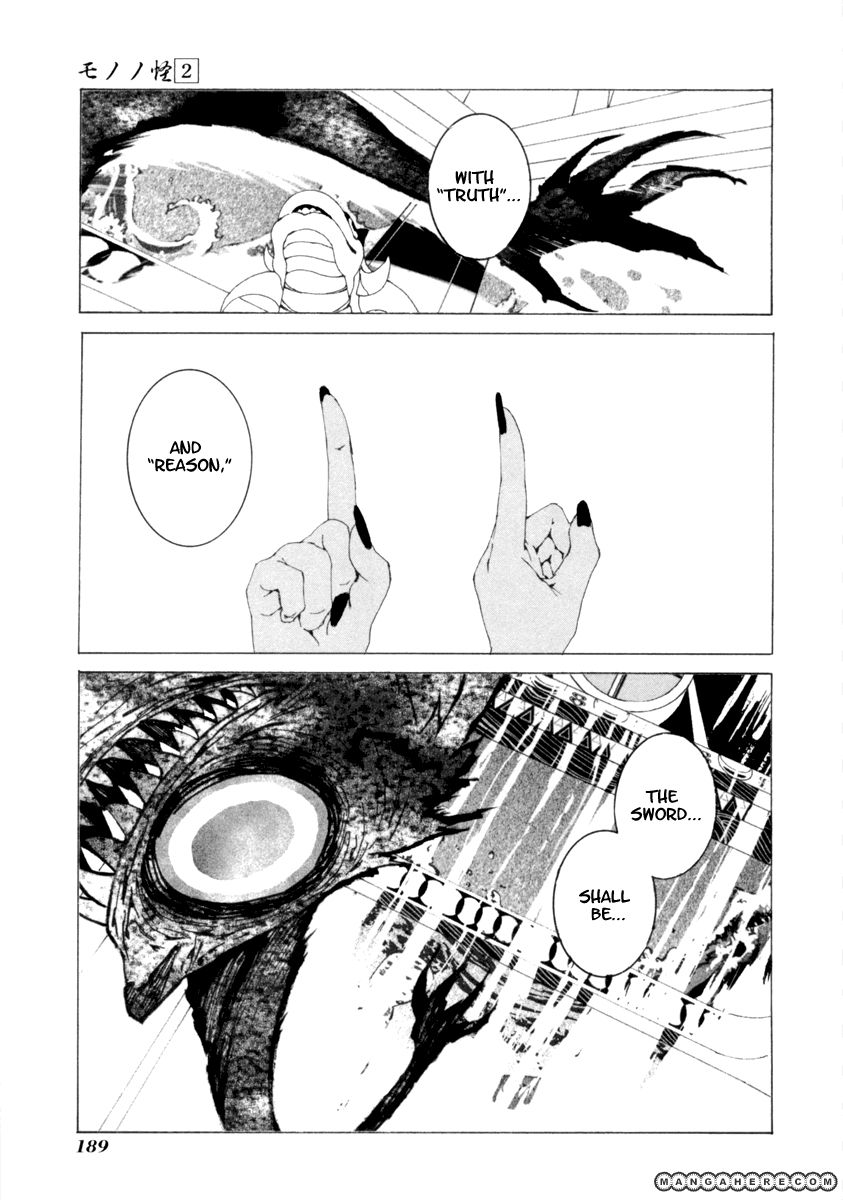 モノノ怪2
WITH
"TRUTH"...
AND
"REASON,"
THE
SWORD...
SHALL
BE...
189
MANGAHERE.COM